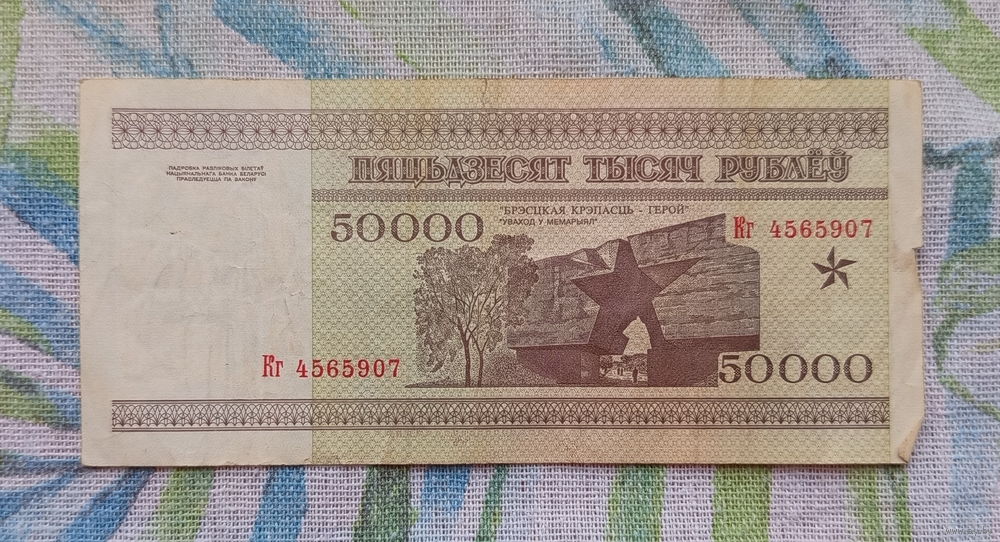 ПАДРОБКА РАЗЛІКОВЫХ БІЛЕТАЎ
НАЦЫЯНАЛЬНАГА БАНКА БЕЛАРУСІ
ПРАСЛЕДУЕЦЦА ПА ЗАКОНУ
ПЯЦЬДЗЕСЯТ ТЫСЯЧ РУБЛЁЎ
50000
"БРЭСЦКАЯ КРЭПАСЦЬ - ГЕРОЙ"
"УВАХОД У МЕМАРЫЯЛ"
Кг 4565907
Кг 4565907
50000